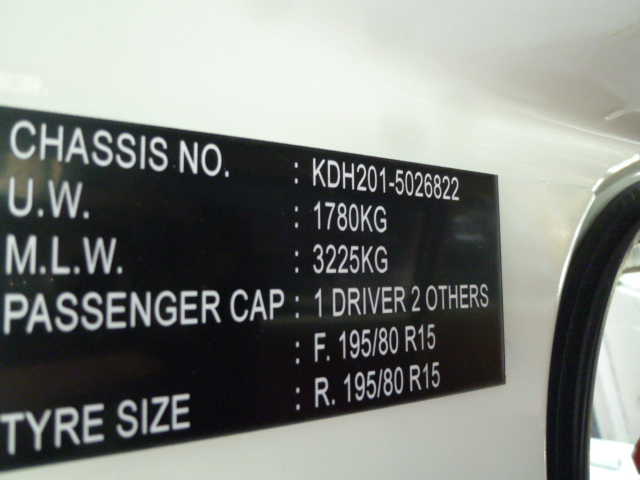 CHASSIS NO. : KDH201-5026822
U.W. : 1780KG
M.L.W. : 3225KG
PASSENGER CAP : 1 DRIVER 2 OTHERS
: F. 195/80 R15
TYRE SIZE : R. 195/80 R15